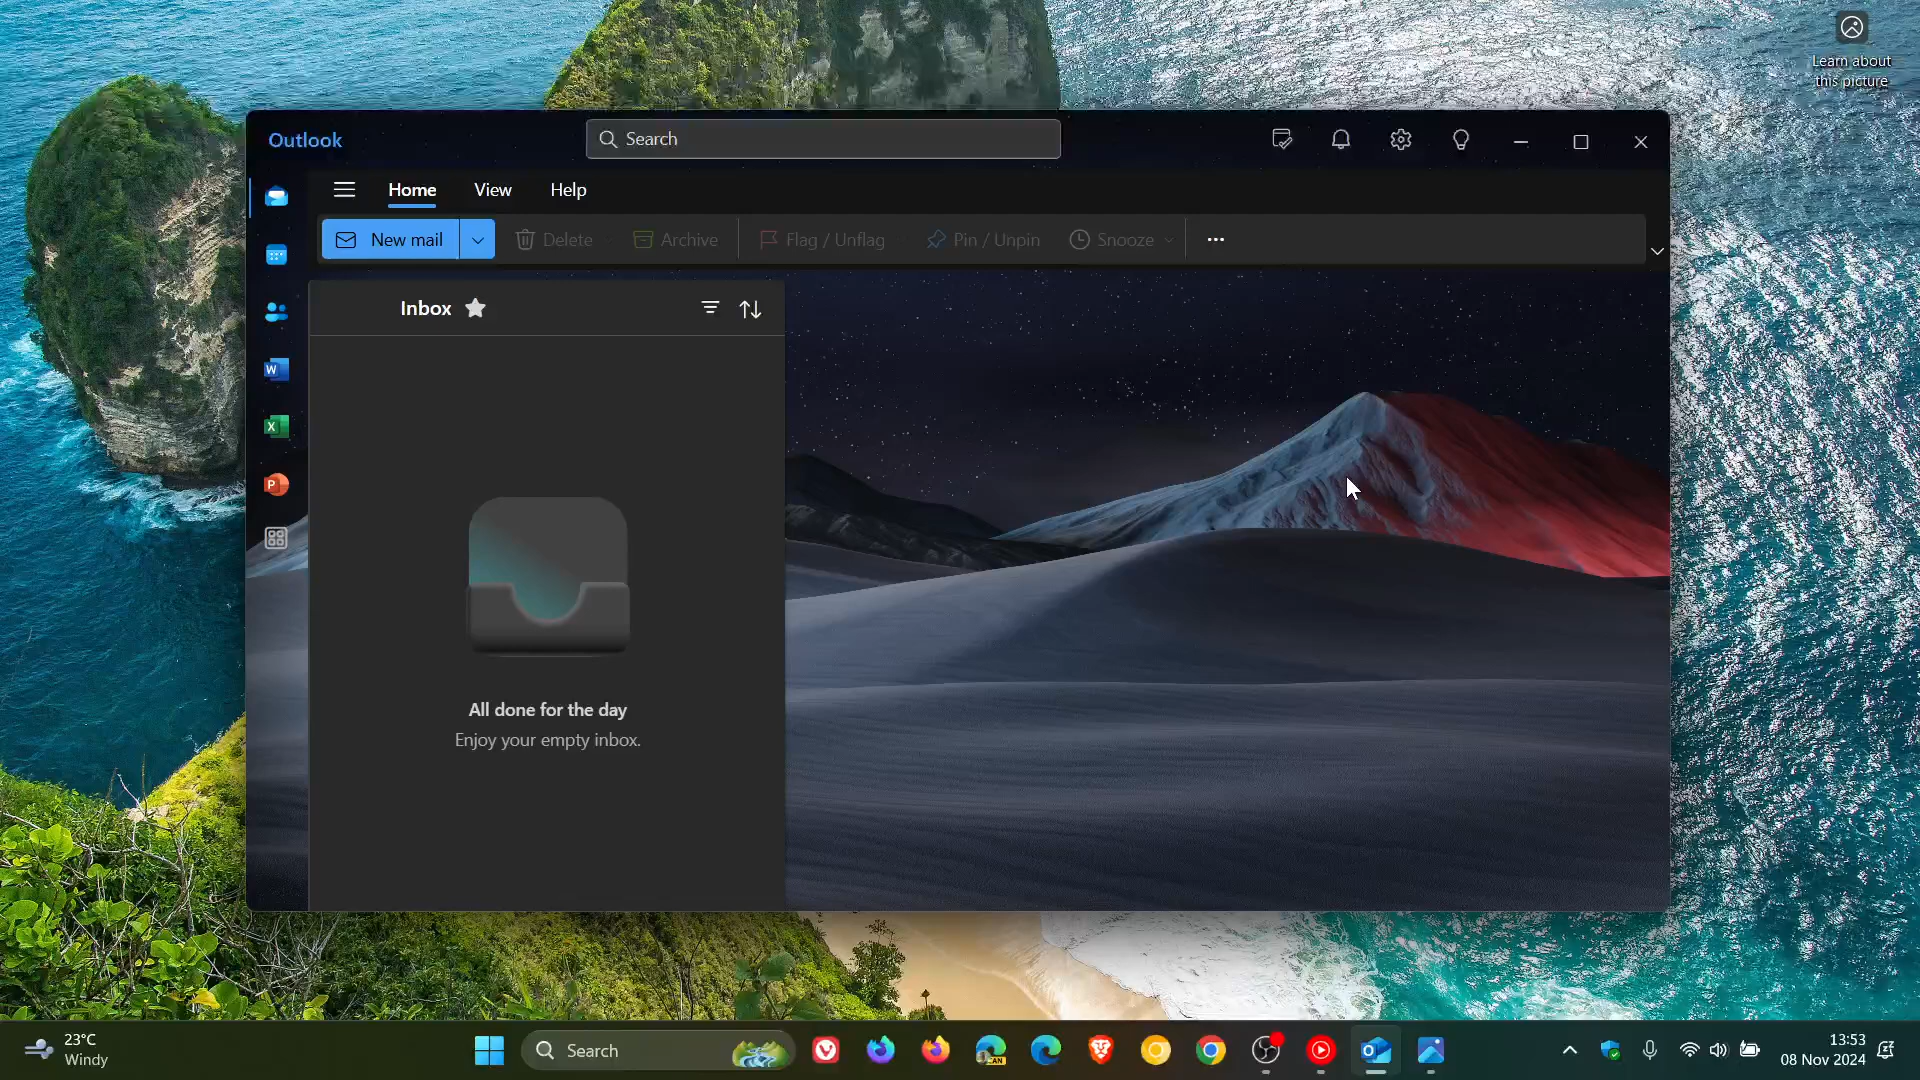 Learn about
this picture
Outlook
Search
Home View Help
New mail Delete Archive Flag / Unflag Pin / Unpin Snooze
Inbox
W
X
P
All done for the day
Enjoy your empty inbox.
23°C
Windy
Search
CAN
13:53
08 Nov 2024